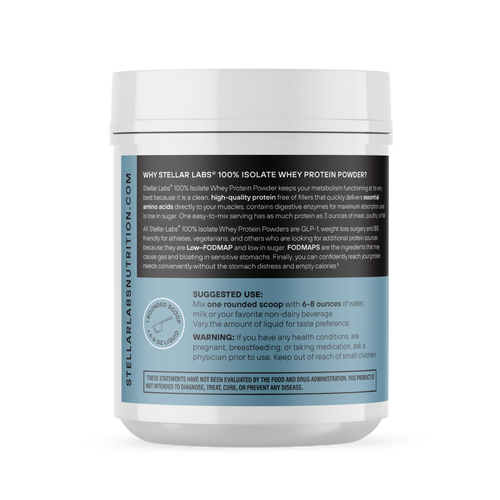 WHY STELLAR LABS® 100% ISOLATE WHEY PROTEIN POWDER?
Stellar Labs® 100% Isolate Whey Protein Powder keeps your metabolism functioning at its very
best because it is a clean, high-quality protein free of fillers that quickly delivers essential
amino acids directly to your muscles, contains digestive enzymes for maximum absorption and
is low in sugar. One easy-to-mix serving has as much protein as 3 ounces of meat, poultry, or
All Stellar Labs® 100% Isolate Whey Protein Powders are GLP-1, weight loss surgery and IBS
friendly for athletes, vegetarians, and others who are looking for additional protein sources
because they are Low-FODMAP and low in sugar. FODMAPS are the ingredients that may
cause gas and bloating in sensitive stomachs. Finally, you can confidently reach your protein
needs conveniently without the stomach distress and empty calories.
SUGGESTED USE:
Mix one rounded scoop with 6-8 ounces of water,
milk or your favorite non-dairy beverage.
Vary the amount of liquid for taste preference.
WARNING: If you have any health conditions, are
pregnant, breastfeeding, or taking medication, ask a
physician prior to use. Keep out of reach of small children.
THESE STATEMENTS HAVE NOT BEEN EVALUATED BY THE FOOD AND DRUG ADMINISTRATION. THIS PRODUCT IS
NOT INTENDED TO DIAGNOSE, TREAT, CURE, OR PREVENT ANY DISEASE.
STELLARLABSNUTRITION.COM
1 ROUNDED SCOOP